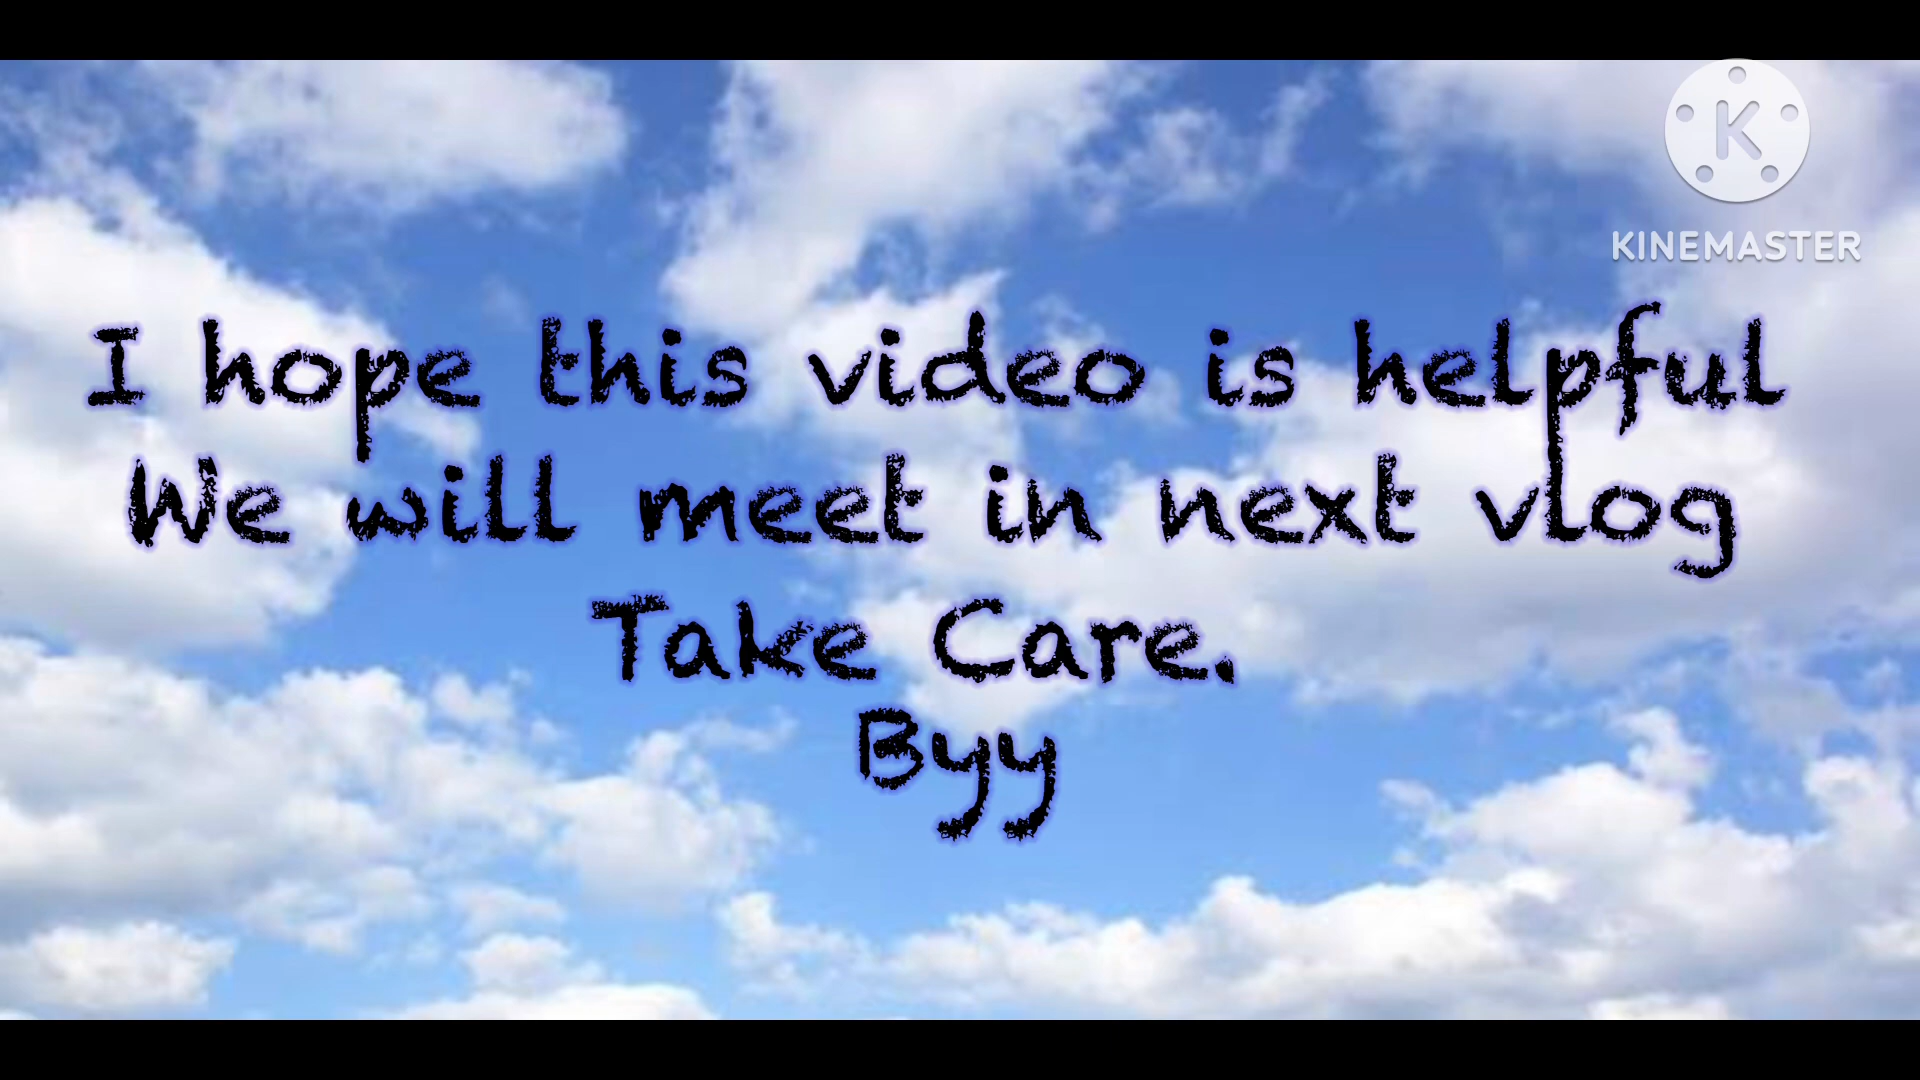 K
KINEMASTER
I hope this video is helpful
We will meet in next vlog
Take Care.
Byy